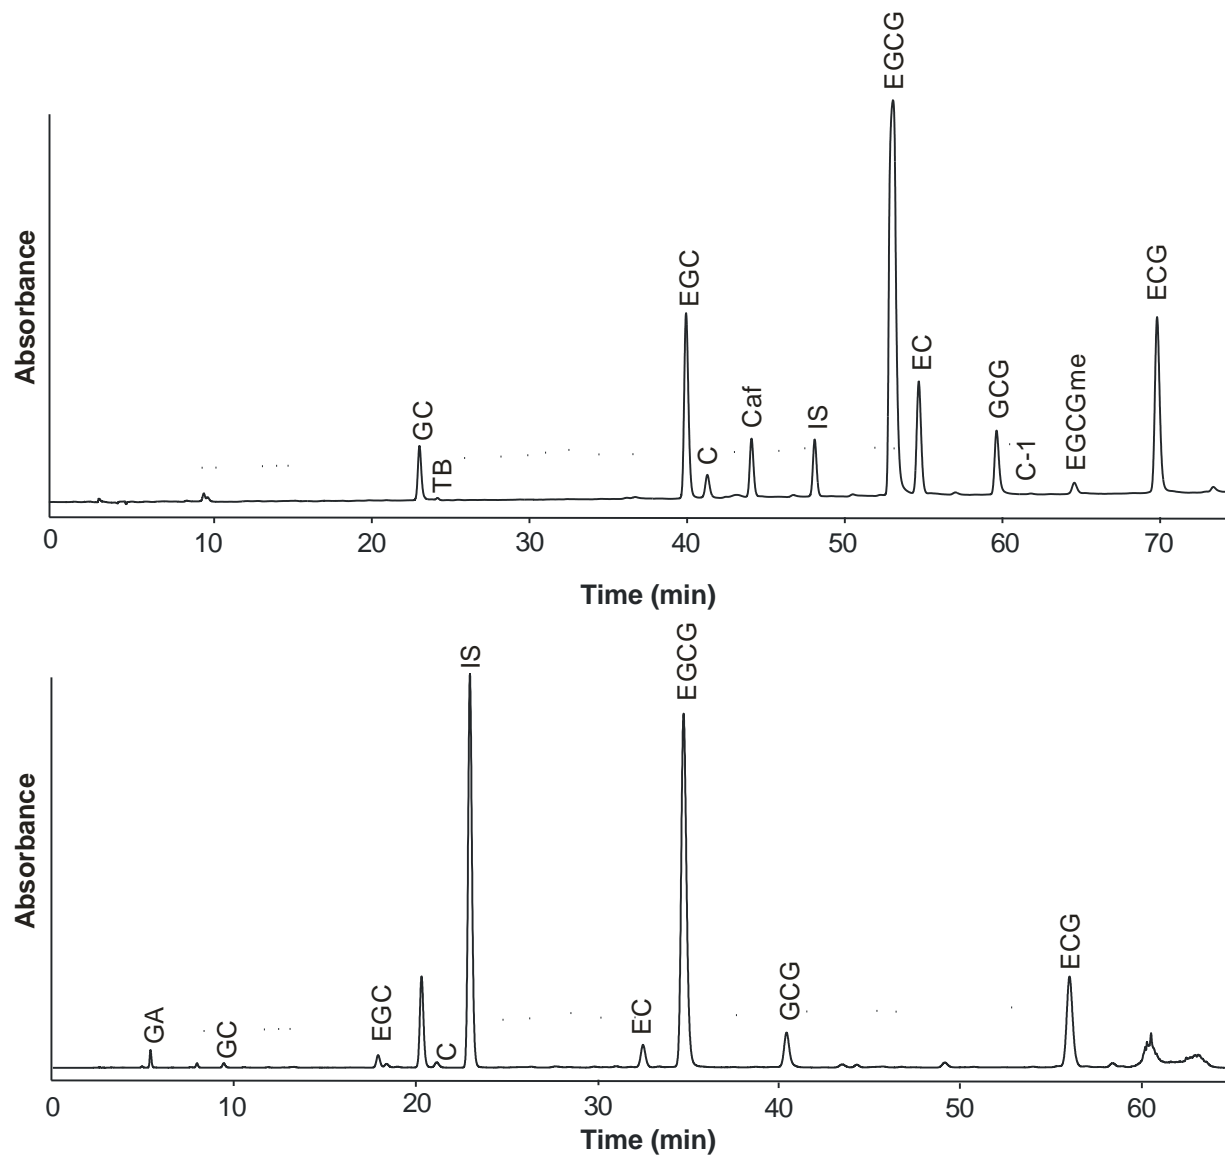 EGCG
Absorbance
EGC
ECG
EC
GCG
EGCGme
Caf
IS
GC
C
C-1
TB
0 10 20 30 40 50 60 70
Time (min)
IS
EGCG
Absorbance
ECG
GCG
EGC
EC
GA
GC
C
0 10 20 30 40 50 60
Time (min)